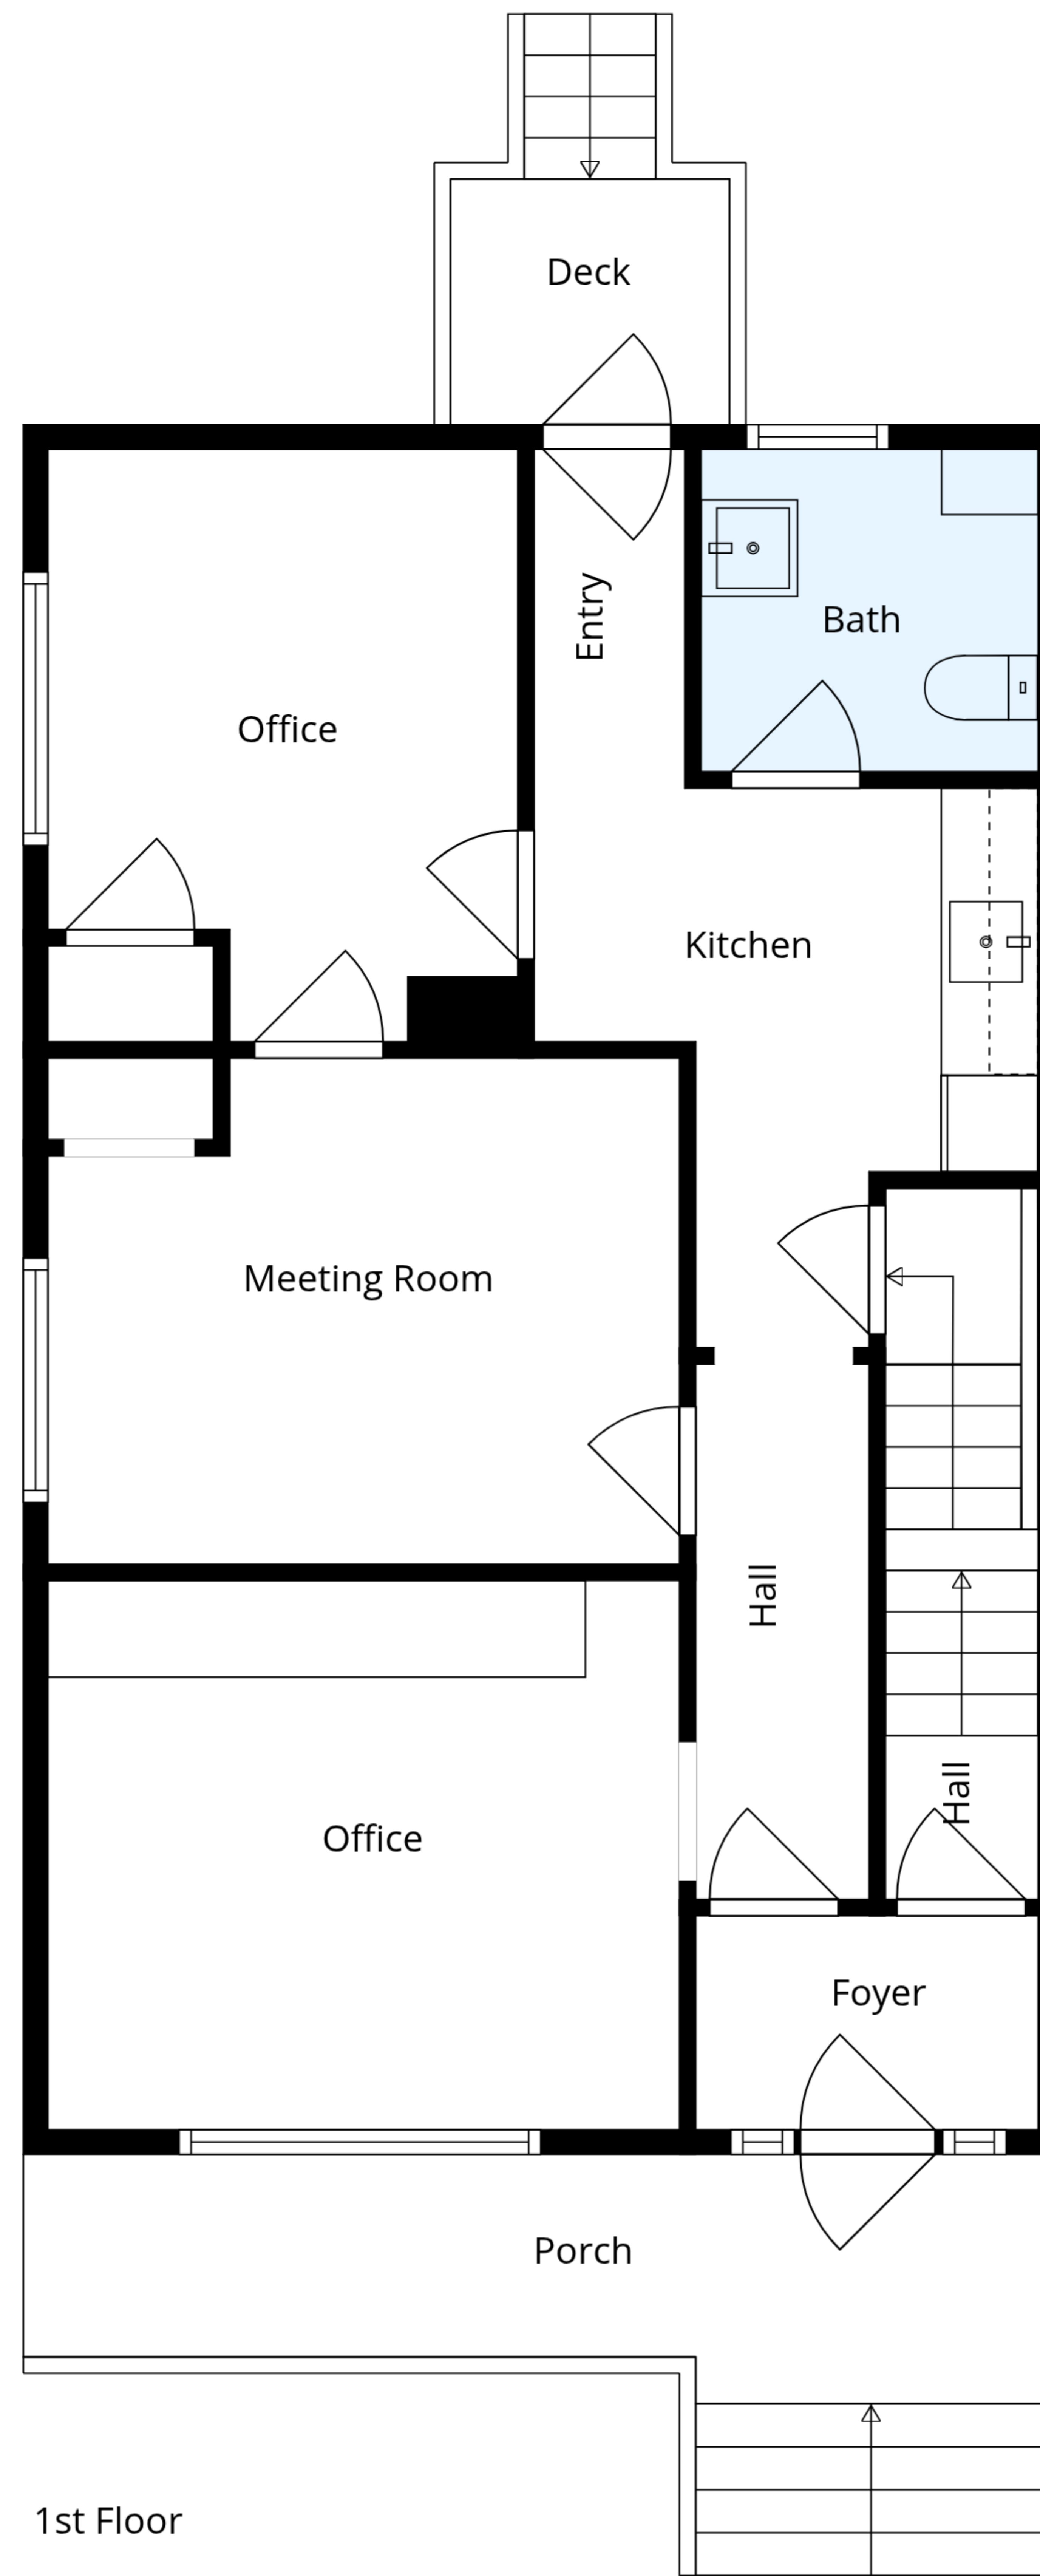 Deck
Entry
Bath
Office
Kitchen
Meeting Room
Hall
Hall
Office
Foyer
Porch
1st Floor